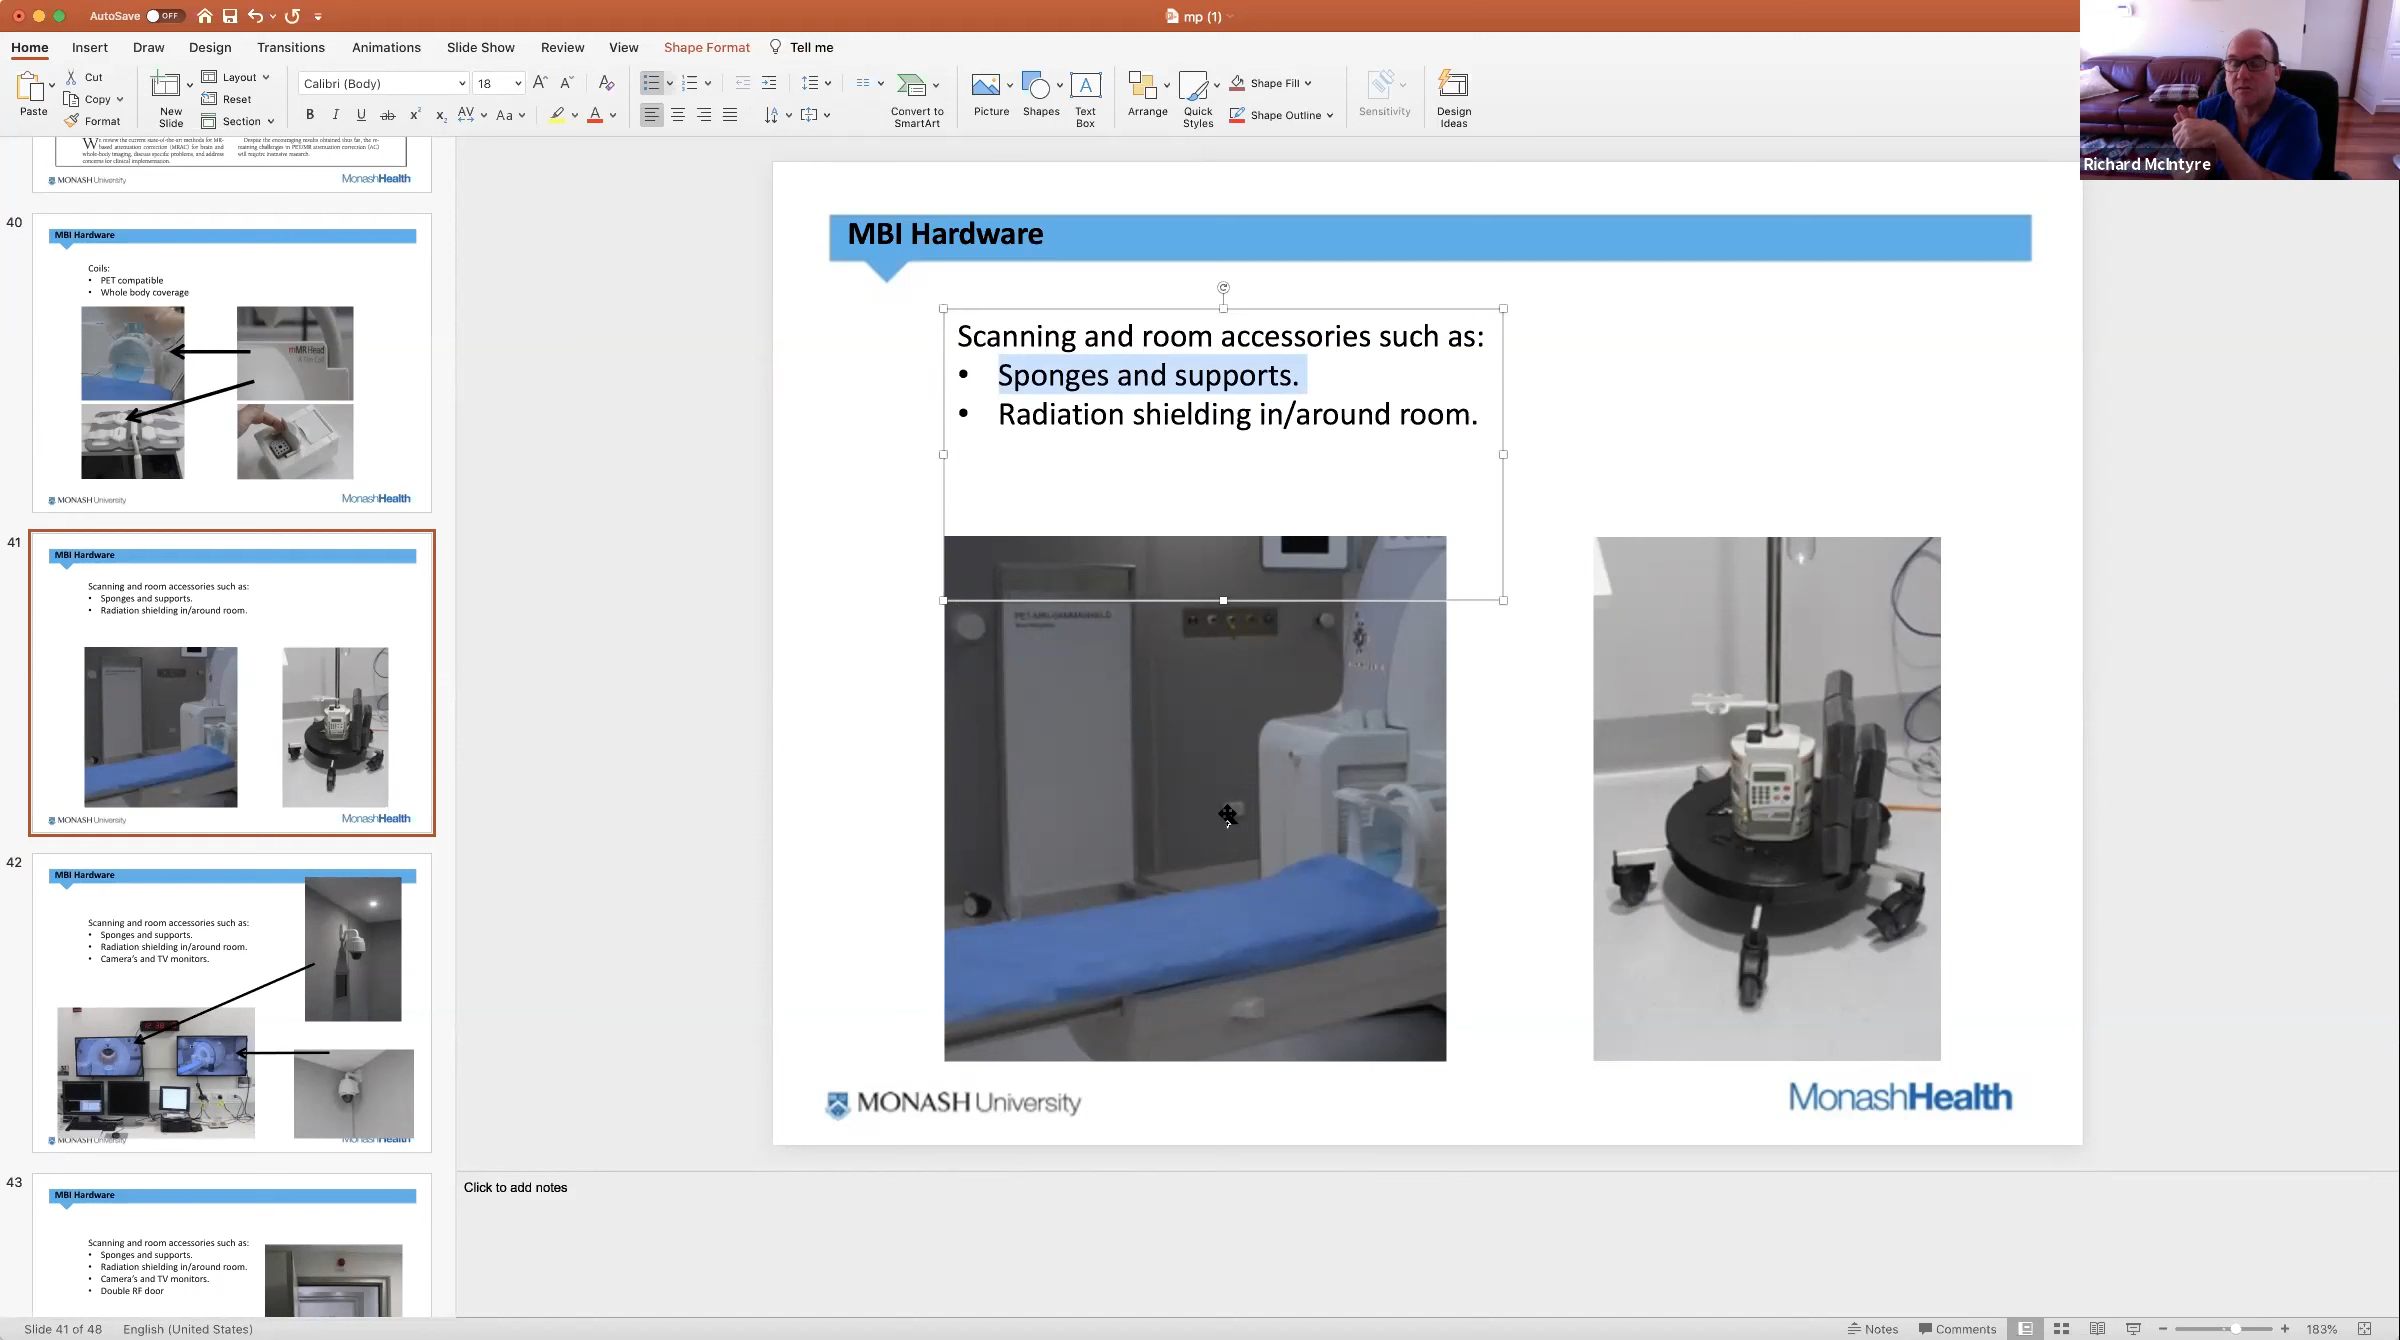 AutoSave OFF
mp (1)
Home Insert Draw Design Transitions Animations Slide Show Review View Shape Format Tell me
Paste
Cut
Copy
Format
New Slide
Layout
Reset
Section
Calibri (Body) 18
Convert to SmartArt
Picture
Shapes
Text Box
Arrange
Quick Styles
Shape Fill
Shape Outline
Sensitivity
Design Ideas
Richard McIntyre
MONASH University
MonashHealth
40
MBI Hardware
Coils:
• PET compatible
• Whole body coverage
mMR Head
MONASH University
MonashHealth
41
MBI Hardware
Scanning and room accessories such as:
• Sponges and supports.
• Radiation shielding in/around room.
MONASH University
MonashHealth
42
MBI Hardware
Scanning and room accessories such as:
• Sponges and supports.
• Radiation shielding in/around room.
• Camera's and TV monitors.
MONASH University
MonashHealth
43
MBI Hardware
Scanning and room accessories such as:
• Sponges and supports.
• Radiation shielding in/around room.
• Camera's and TV monitors.
• Double RF door
MBI Hardware
Scanning and room accessories such as:
• Sponges and supports.
• Radiation shielding in/around room.
MONASH University
MonashHealth
Click to add notes
Slide 41 of 48 English (United States)
Notes Comments 183%